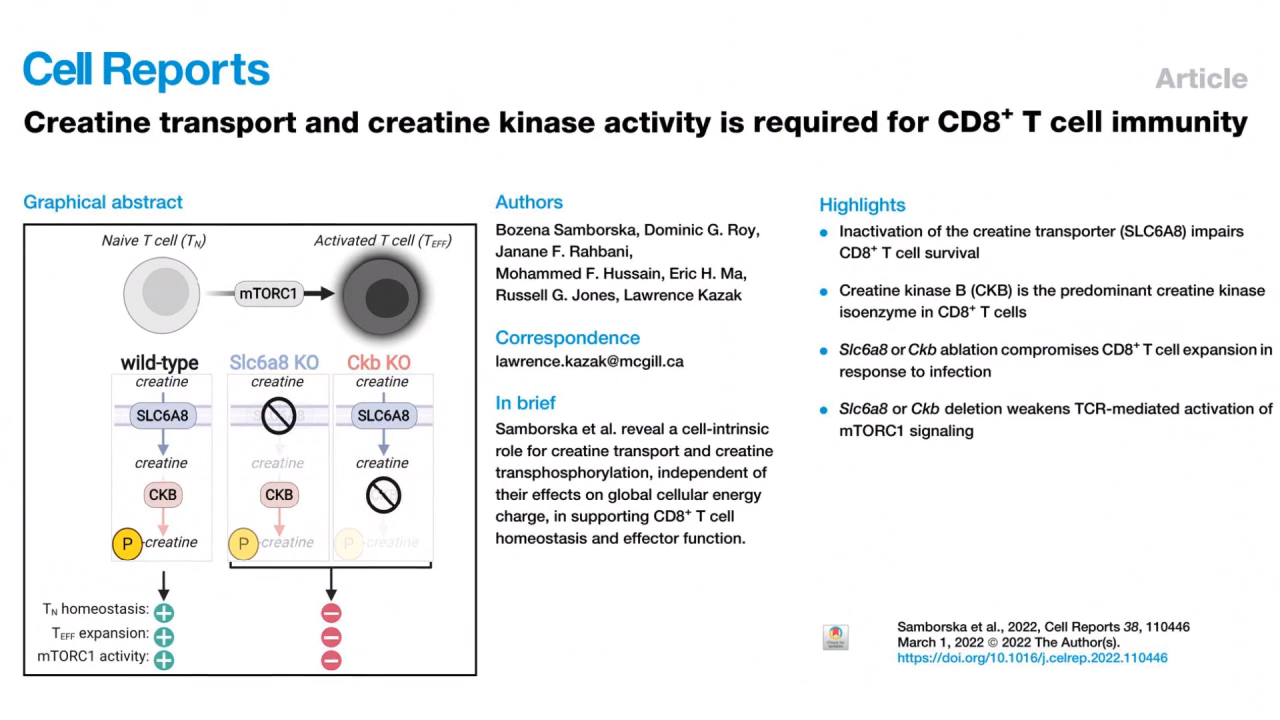 Cell Reports
Article
Creatine transport and creatine kinase activity is required for CD8⁺ T cell immunity
Graphical abstract
Naive T cell (TN)
Activated T cell (TEFF)
mTORC1
wild-type
Slc6a8 KO
Ckb KO
creatine
creatine
creatine
SLC6A8
SLC6A8
creatine
creatine
creatine
CKB
CKB
P -creatine
P -creatine
P -creatine
TN homeostasis:
TEFF expansion:
mTORC1 activity:
Authors
Bozena Samborska, Dominic G. Roy,
Janane F. Rahbani,
Mohammed F. Hussain, Eric H. Ma,
Russell G. Jones, Lawrence Kazak
Correspondence
lawrence.kazak@mcgill.ca
In brief
Samborska et al. reveal a cell-intrinsic
role for creatine transport and creatine
transphosphorylation, independent of
their effects on global cellular energy
charge, in supporting CD8⁺ T cell
homeostasis and effector function.
Highlights
Inactivation of the creatine transporter (SLC6A8) impairs
CD8⁺ T cell survival
Creatine kinase B (CKB) is the predominant creatine kinase
isoenzyme in CD8⁺ T cells
Slc6a8 or Ckb ablation compromises CD8⁺ T cell expansion in
response to infection
Slc6a8 or Ckb deletion weakens TCR-mediated activation of
mTORC1 signaling
Samborska et al., 2022, Cell Reports 38, 110446
March 1, 2022 © 2022 The Author(s).
https://doi.org/10.1016/j.celrep.2022.110446